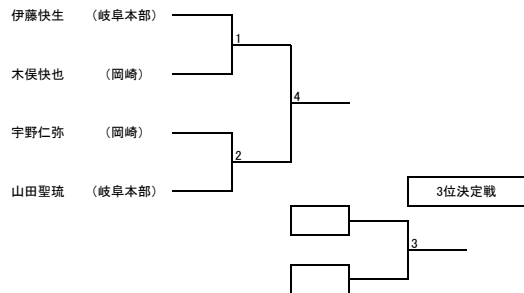 伊藤快生 （岐阜本部）
1
木俣快也 （岡崎）
4
宇野仁弥 （岡崎）
2
山田聖琉 （岐阜本部）
3位決定戦
3